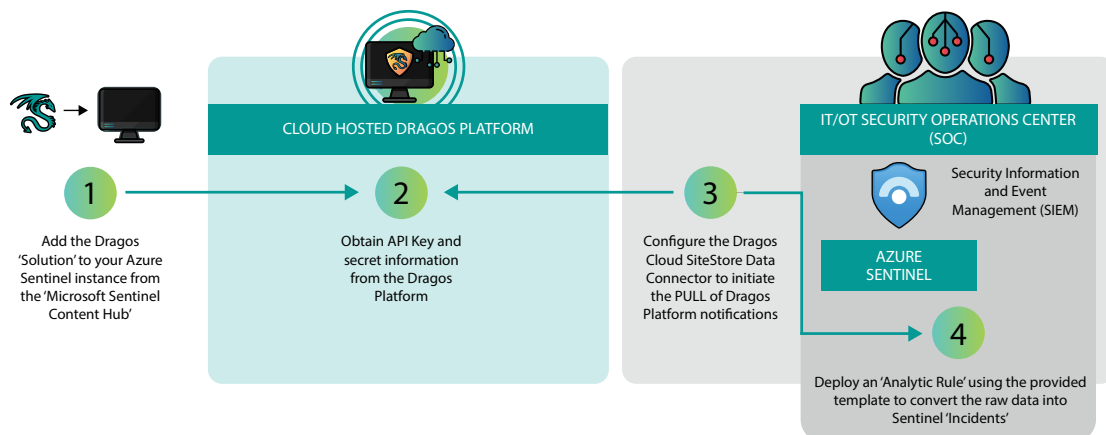 CLOUD HOSTED DRAGOS PLATFORM
IT/OT SECURITY OPERATIONS CENTER
(SOC)
Security Information
and Event
Management (SIEM)
AZURE
SENTINEL
1
Add the Dragos
'Solution' to your Azure
Sentinel instance from
the 'Microsoft Sentinel
Content Hub'
2
Obtain API Key and
secret information
from the Dragos
Platform
3
Configure the Dragos
Cloud SiteStore Data
Connector to initiate
the PULL of Dragos
Platform notifications
4
Deploy an 'Analytic Rule' using the provided
template to convert the raw data into
Sentinel 'Incidents'